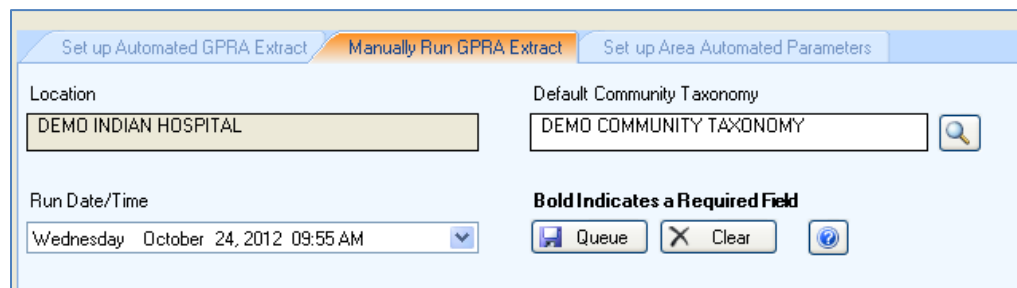 Set up Automated GPRA Extract
Manually Run GPRA Extract
Set up Area Automated Parameters
Location
Default Community Taxonomy
DEMO INDIAN HOSPITAL
DEMO COMMUNITY TAXONOMY
Run Date/Time
Bold Indicates a Required Field
Wednesday October 24, 2012 09:55 AM
Queue
Clear